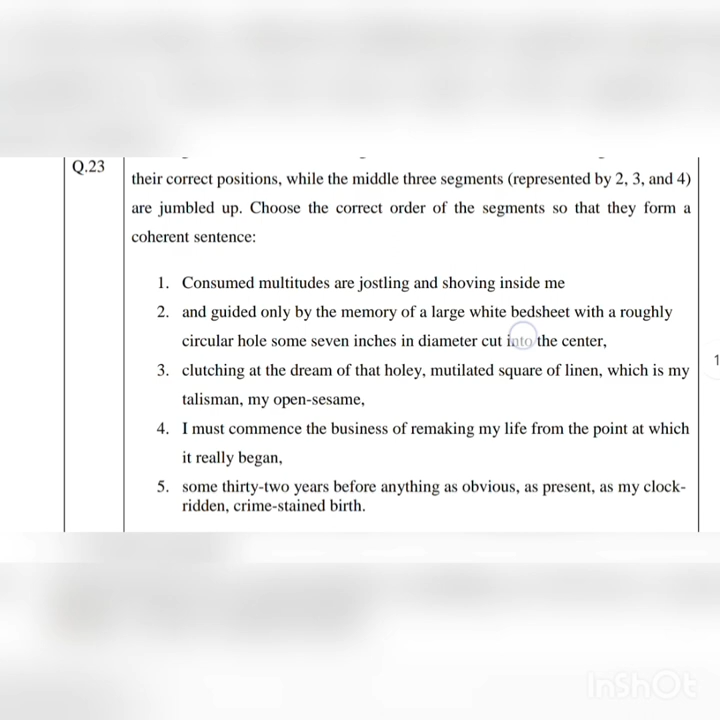 Q.23
their correct positions, while the middle three segments (represented by 2, 3, and 4)
are jumbled up. Choose the correct order of the segments so that they form a
coherent sentence:
1. Consumed multitudes are jostling and shoving inside me
2. and guided only by the memory of a large white bedsheet with a roughly
circular hole some seven inches in diameter cut into the center,
3. clutching at the dream of that holey, mutilated square of linen, which is my
talisman, my open-sesame,
4. I must commence the business of remaking my life from the point at which
it really began,
5. some thirty-two years before anything as obvious, as present, as my clock-
ridden, crime-stained birth.
1
InShOt